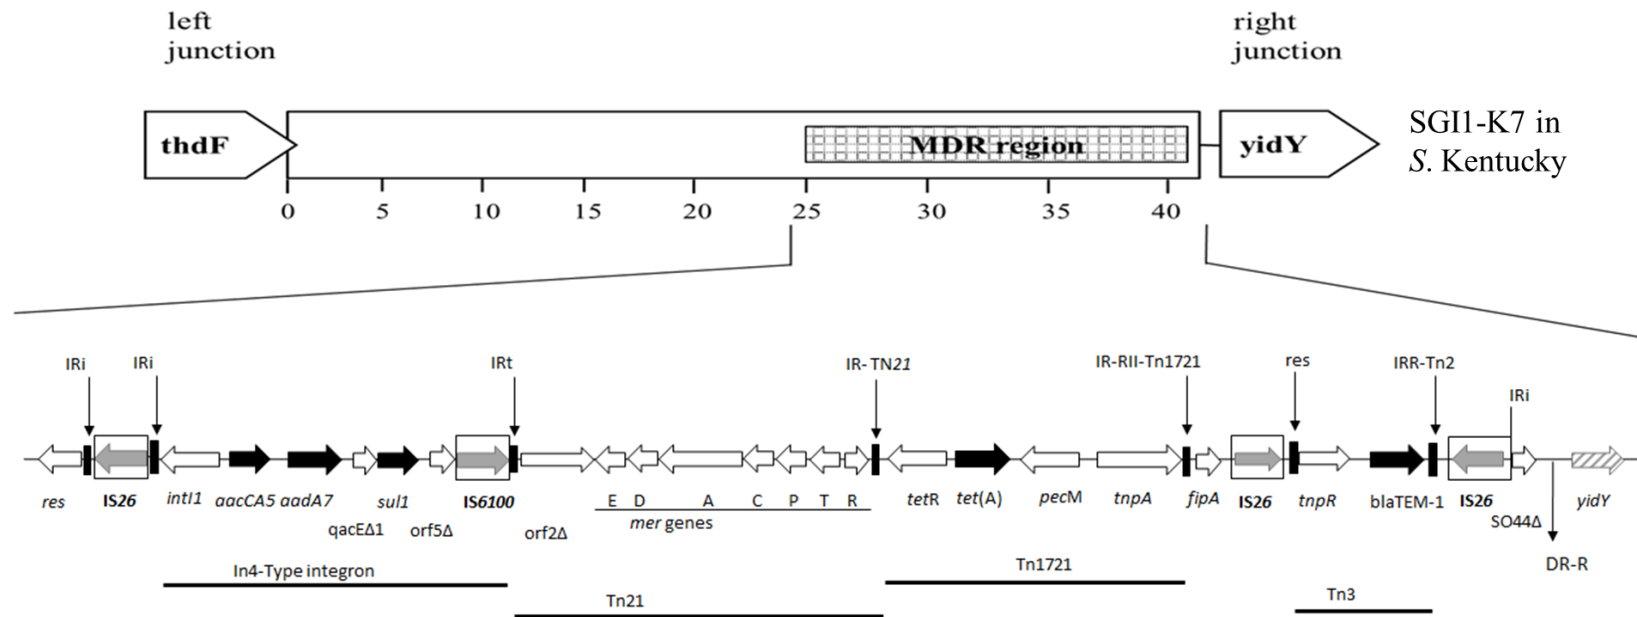 left
junction
right
junction
thdF
MDR region
yidY
SGI1-K7 in
S. Kentucky
0 5 10 15 20 25 30 35 40
IRi IRi IRt IR- TN21 IR-RII-Tn1721 res IRR-Tn2
IRi
res IS26 intI1 aacCA5 aadA7 sul1 IS6100 E D A C P T R tetR tet(A) pecM tnpA fipA IS26 tnpR blaTEM-1 IS26 yidY
qacEΔ1 orf5Δ orf2Δ mer genes SO44Δ
In4-Type integron Tn1721 DR-R
Tn21 Tn3